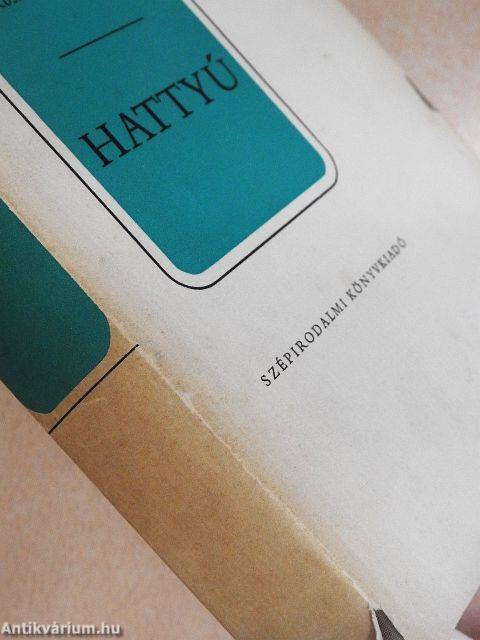 HATTYÚ
SZÉPIRODALMI KÖNYVKIADÓ
Antikvárium.hu